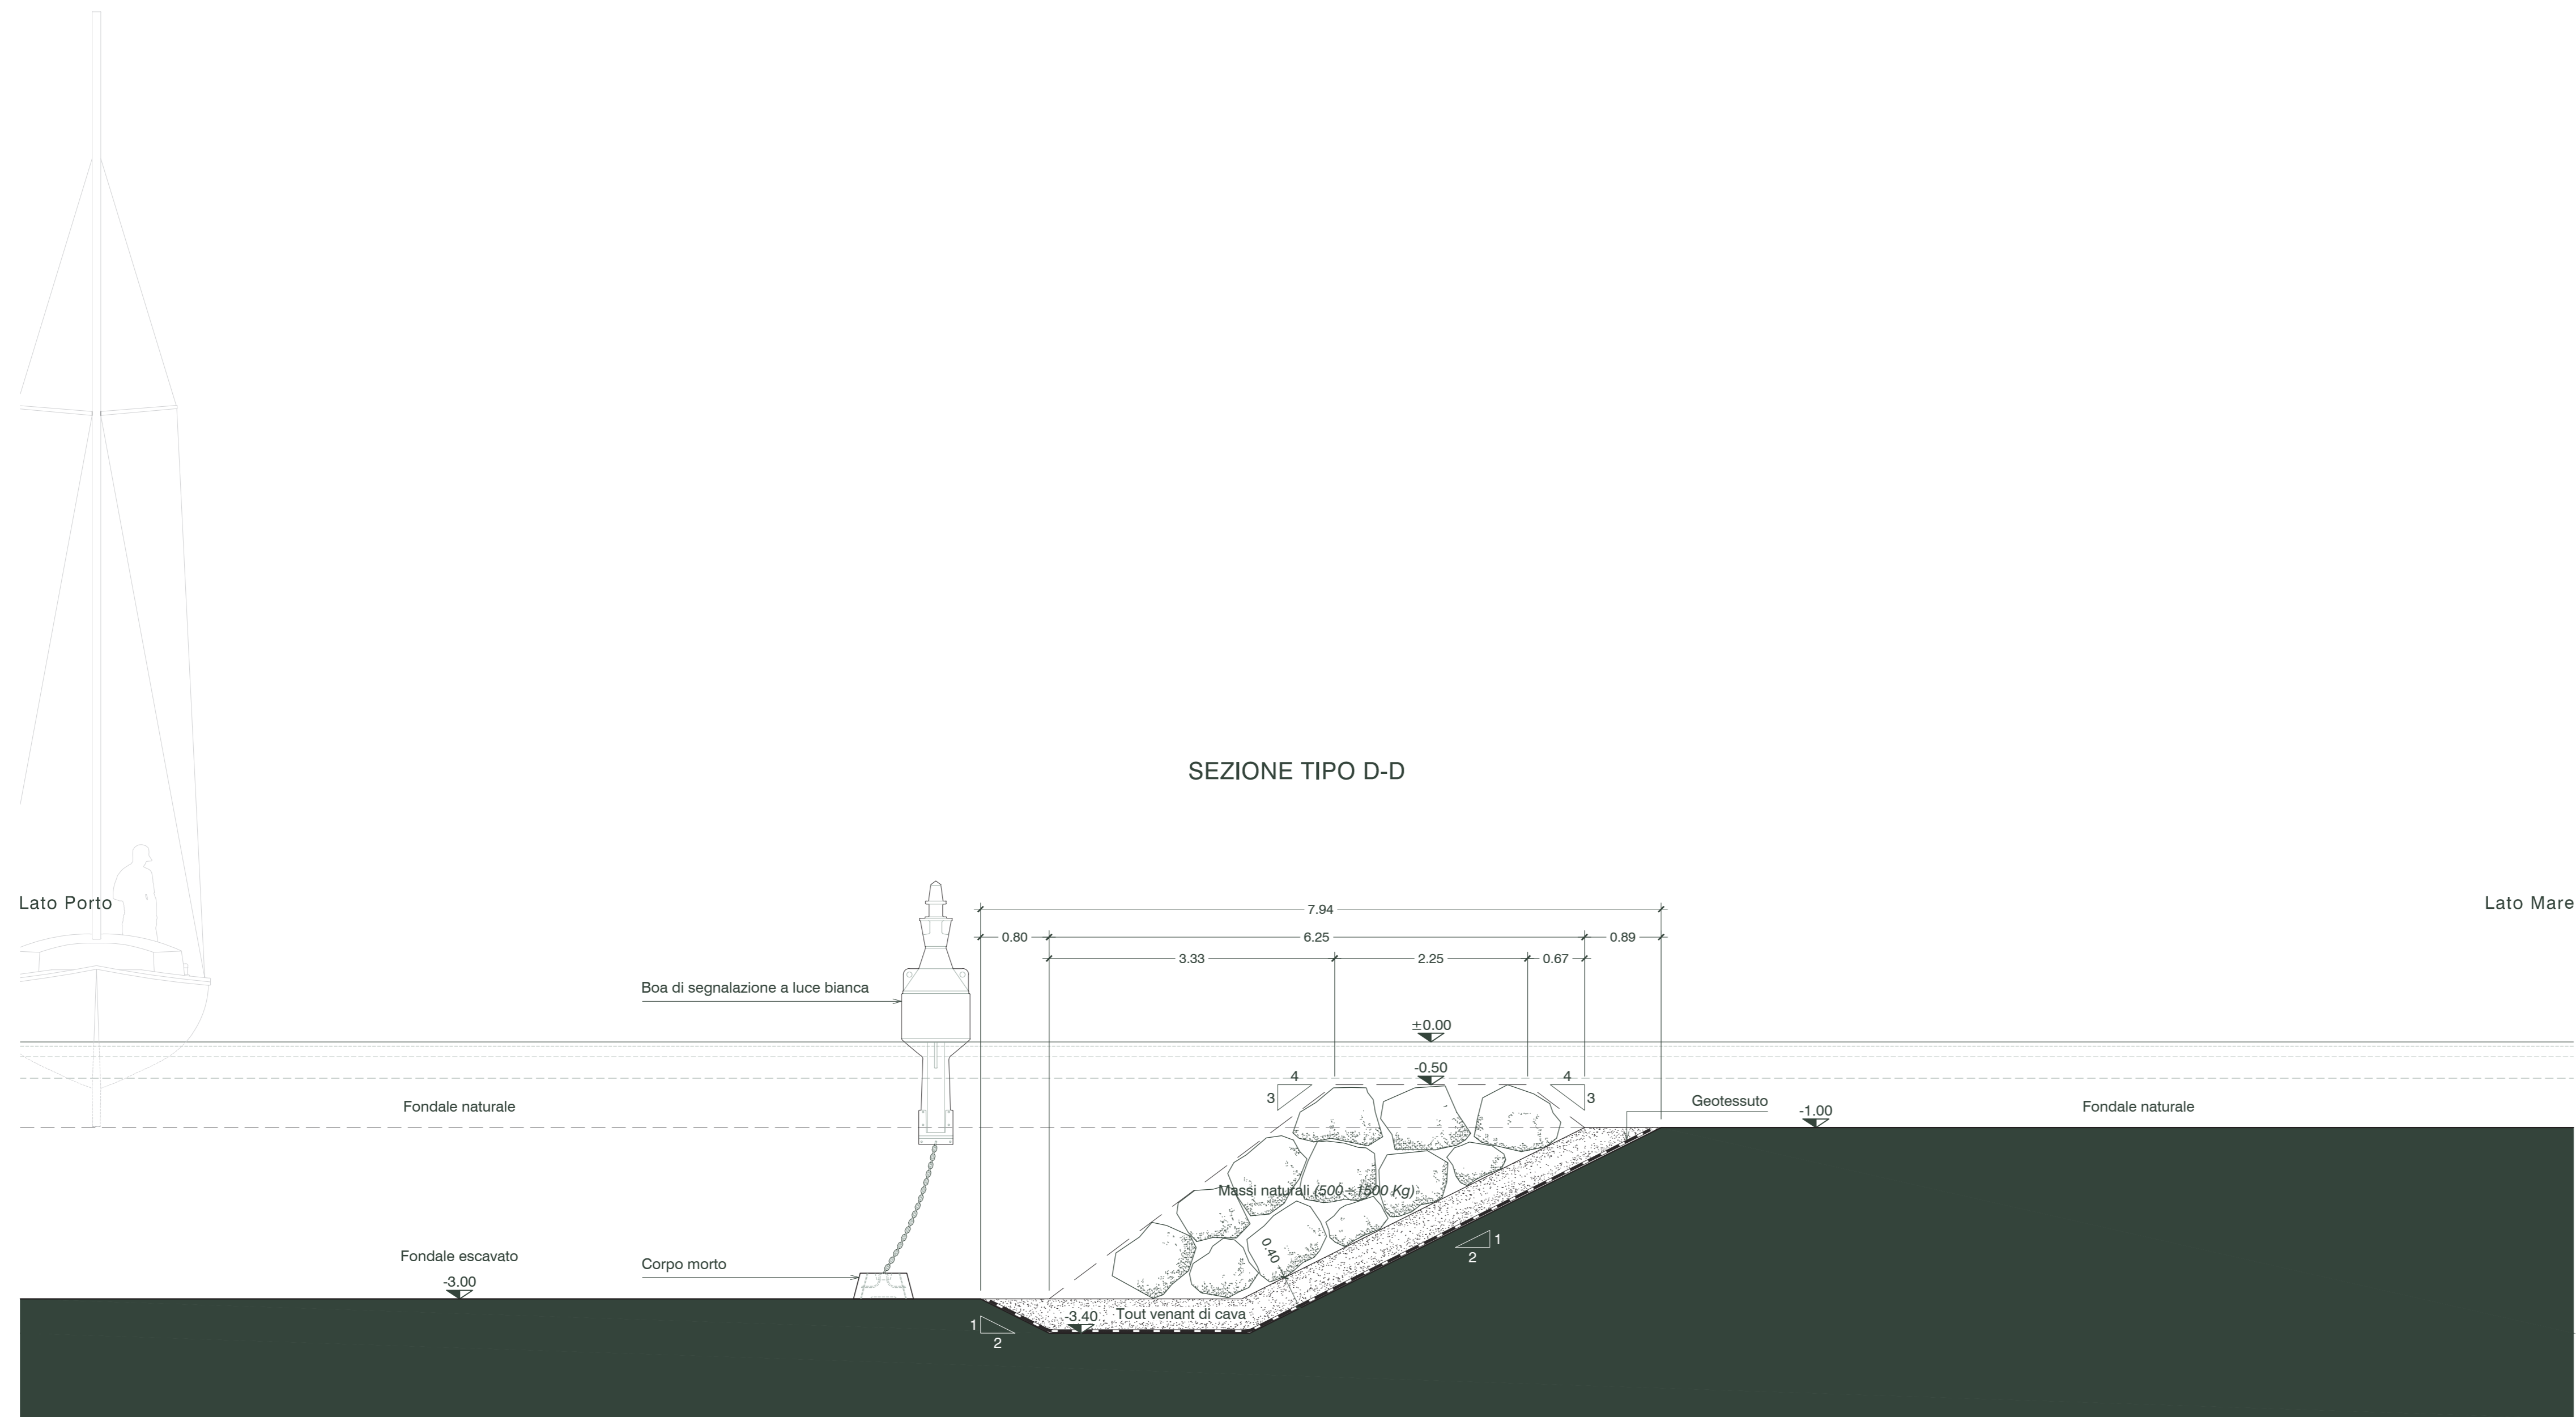 SEZIONE TIPO D-D
Lato Porto
Lato Mare
7.94
0.80
6.25
0.89
3.33
2.25
0.67
Boa di segnalazione a luce bianca
±0.00
-0.50
4
3
4
3
Geotessuto
-1.00
Fondale naturale
Fondale naturale
Massi naturali (500÷1500 Kg)
0.40
1
2
Fondale escavato
-3.00
Corpo morto
Tout venant di cava
-3.40
1
2